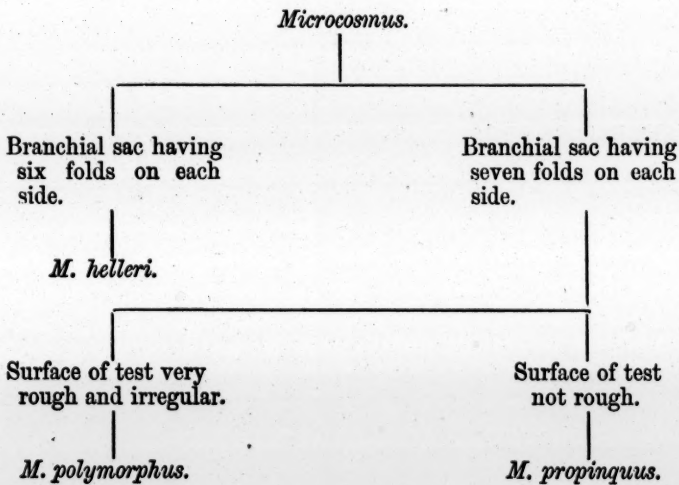 Microcosmus.
Branchial sac having
six folds on each
side.
Branchial sac having
seven folds on each
side.
M. helleri.
Surface of test very
rough and irregular.
Surface of test
not rough.
M. polymorphus.
M. propinquus.